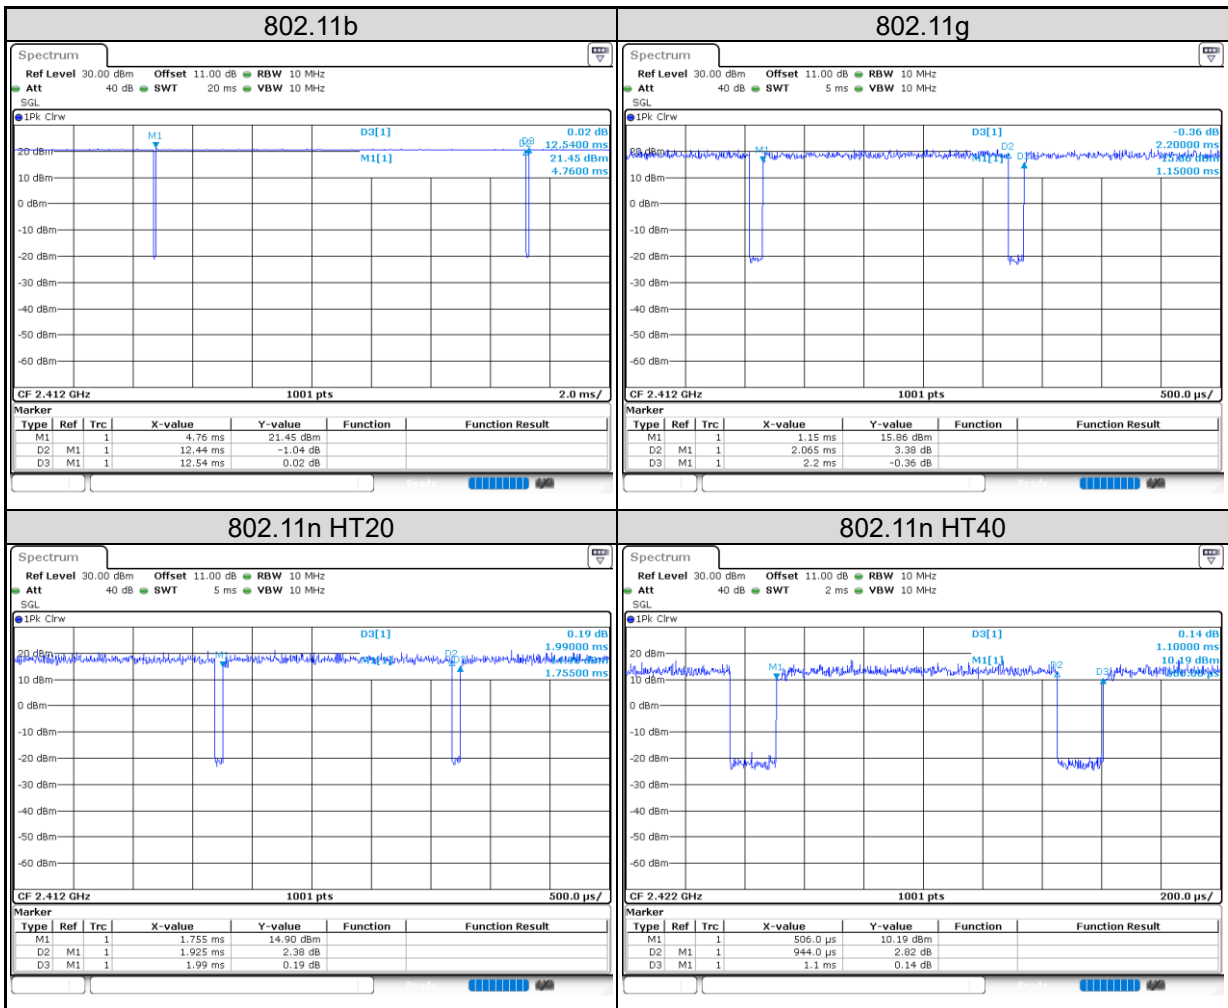 802.11b
Spectrum
Ref Level 30.00 dBm Offset 11.00 dB RBW 10 MHz
Att 40 dB SWT 20 ms VBW 10 MHz
SGL
1Pk Clrw
D3[1] 0.02 dB
12.5400 ms
M1[1] 21.45 dBm
4.7600 ms
M1
D3
20 dBm
10 dBm
0 dBm
-10 dBm
-20 dBm
-30 dBm
-40 dBm
-50 dBm
-60 dBm
CF 2.412 GHz 1001 pts 2.0 ms/
Marker
Type Ref Trc X-value Y-value Function Function Result
M1 1 4.76 ms 21.45 dBm
D2 M1 1 12.44 ms -1.04 dB
D3 M1 1 12.54 ms 0.02 dB
802.11g
Spectrum
Ref Level 30.00 dBm Offset 11.00 dB RBW 10 MHz
Att 40 dB SWT 5 ms VBW 10 MHz
SGL
1Pk Clrw
D3[1] -0.36 dB
2.20000 ms
M1[1] 15.86 dBm
1.15000 ms
M1
D2
20 dBm
10 dBm
0 dBm
-10 dBm
-20 dBm
-30 dBm
-40 dBm
-50 dBm
-60 dBm
CF 2.412 GHz 1001 pts 500.0 µs/
Marker
Type Ref Trc X-value Y-value Function Function Result
M1 1 1.15 ms 15.86 dBm
D2 M1 1 2.065 ms 3.38 dB
D3 M1 1 2.2 ms -0.36 dB
802.11n HT20
Spectrum
Ref Level 30.00 dBm Offset 11.00 dB RBW 10 MHz
Att 40 dB SWT 5 ms VBW 10 MHz
SGL
1Pk Clrw
D3[1] 0.19 dB
1.99000 ms
1.75500 ms
M1
D2
20 dBm
10 dBm
0 dBm
-10 dBm
-20 dBm
-30 dBm
-40 dBm
-50 dBm
-60 dBm
CF 2.412 GHz 1001 pts 500.0 µs/
Marker
Type Ref Trc X-value Y-value Function Function Result
M1 1 1.755 ms 14.90 dBm
D2 M1 1 1.925 ms 2.38 dB
D3 M1 1 1.99 ms 0.19 dB
802.11n HT40
Spectrum
Ref Level 30.00 dBm Offset 11.00 dB RBW 10 MHz
Att 40 dB SWT 2 ms VBW 10 MHz
SGL
1Pk Clrw
D3[1] 0.14 dB
1.10000 ms
M1[1] 10.19 dBm
M1
D2
D3
20 dBm
10 dBm
0 dBm
-10 dBm
-20 dBm
-30 dBm
-40 dBm
-50 dBm
-60 dBm
CF 2.422 GHz 1001 pts 200.0 µs/
Marker
Type Ref Trc X-value Y-value Function Function Result
M1 1 506.0 µs 10.19 dBm
D2 M1 1 944.0 µs 2.82 dB
D3 M1 1 1.1 ms 0.14 dB